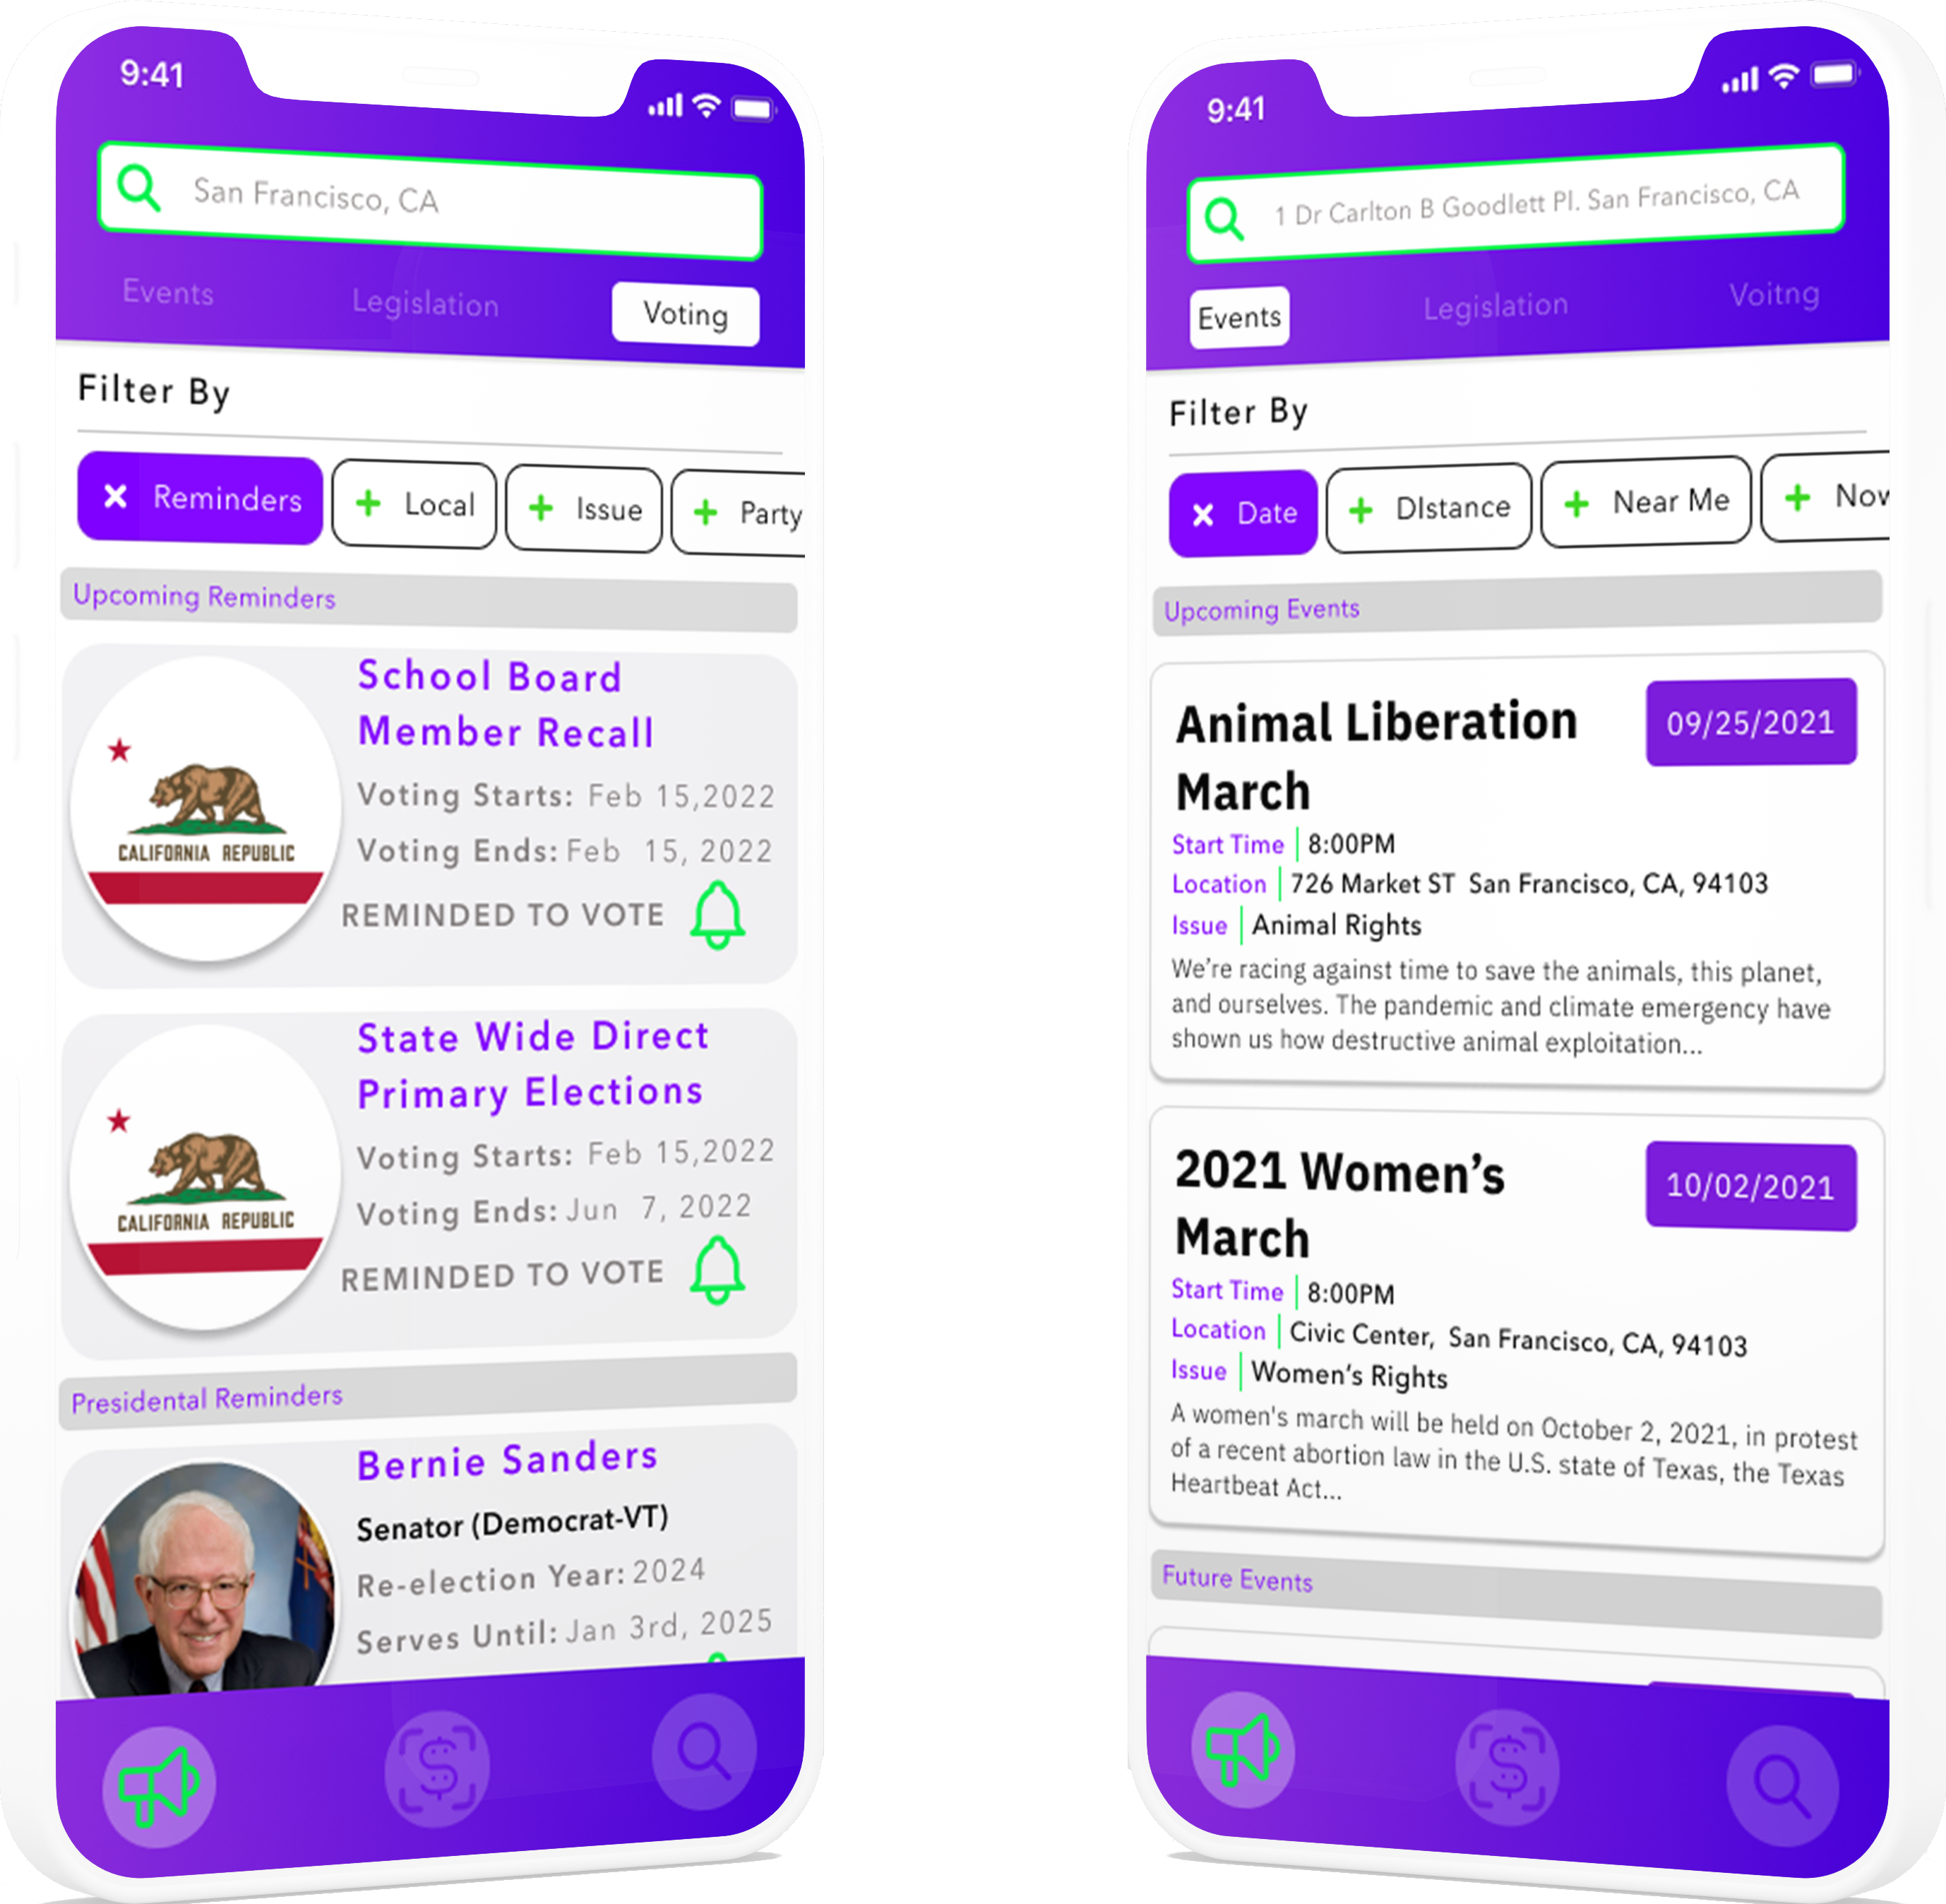 9:41
San Francisco, CA
Events Legislation Voting
Filter By
Reminders Local Issue Party
Upcoming Reminders
School Board
Member Recall
Voting Starts: Feb 15,2022
Voting Ends: Feb 15, 2022
REMINDED TO VOTE
CALIFORNIA REPUBLIC
State Wide Direct
Primary Elections
Voting Starts: Feb 15,2022
Voting Ends: Jun 7, 2022
REMINDED TO VOTE
CALIFORNIA REPUBLIC
Presidental Reminders
Bernie Sanders
Senator (Democrat-VT)
Re-election Year: 2024
Serves Until: Jan 3rd, 2025
9:41
1 Dr Carlton B Goodlett Pl. San Francisco, CA
Events Legislation Voitng
Filter By
Date DIstance Near Me Now
Upcoming Events
Animal Liberation
March
09/25/2021
Start Time 8:00PM
Location 726 Market ST San Francisco, CA, 94103
Issue Animal Rights
We're racing against time to save the animals, this planet,
and ourselves. The pandemic and climate emergency have
shown us how destructive animal exploitation...
2021 Women's
March
10/02/2021
Start Time 8:00PM
Location Civic Center, San Francisco, CA, 94103
Issue Women's Rights
A women's march will be held on October 2, 2021, in protest
of a recent abortion law in the U.S. state of Texas, the Texas
Heartbeat Act...
Future Events